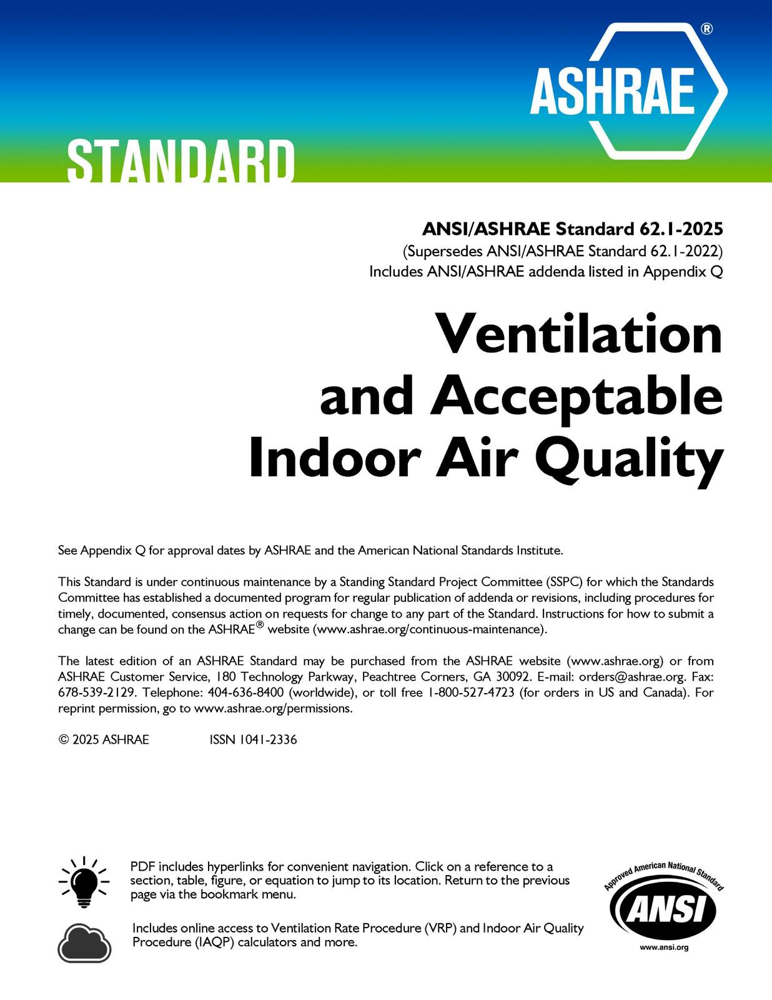 ASHRAE®
STANDARD
ANSI/ASHRAE Standard 62.1-2025
(Supersedes ANSI/ASHRAE Standard 62.1-2022)
Includes ANSI/ASHRAE addenda listed in Appendix Q
Ventilation
and Acceptable
Indoor Air Quality
See Appendix Q for approval dates by ASHRAE and the American National Standards Institute.
This Standard is under continuous maintenance by a Standing Standard Project Committee (SSPC) for which the Standards
Committee has established a documented program for regular publication of addenda or revisions, including procedures for
timely, documented, consensus action on requests for change to any part of the Standard. Instructions for how to submit a
change can be found on the ASHRAE® website (www.ashrae.org/continuous-maintenance).
The latest edition of an ASHRAE Standard may be purchased from the ASHRAE website (www.ashrae.org) or from
ASHRAE Customer Service, 180 Technology Parkway, Peachtree Corners, GA 30092. E-mail: orders@ashrae.org. Fax:
678-539-2129. Telephone: 404-636-8400 (worldwide), or toll free 1-800-527-4723 (for orders in US and Canada). For
reprint permission, go to www.ashrae.org/permissions.
© 2025 ASHRAE ISSN 1041-2336
PDF includes hyperlinks for convenient navigation. Click on a reference to a
section, table, figure, or equation to jump to its location. Return to the previous
page via the bookmark menu.
Includes online access to Ventilation Rate Procedure (VRP) and Indoor Air Quality
Procedure (IAQP) calculators and more.
Approved American National Standard
ANSI
www.ansi.org